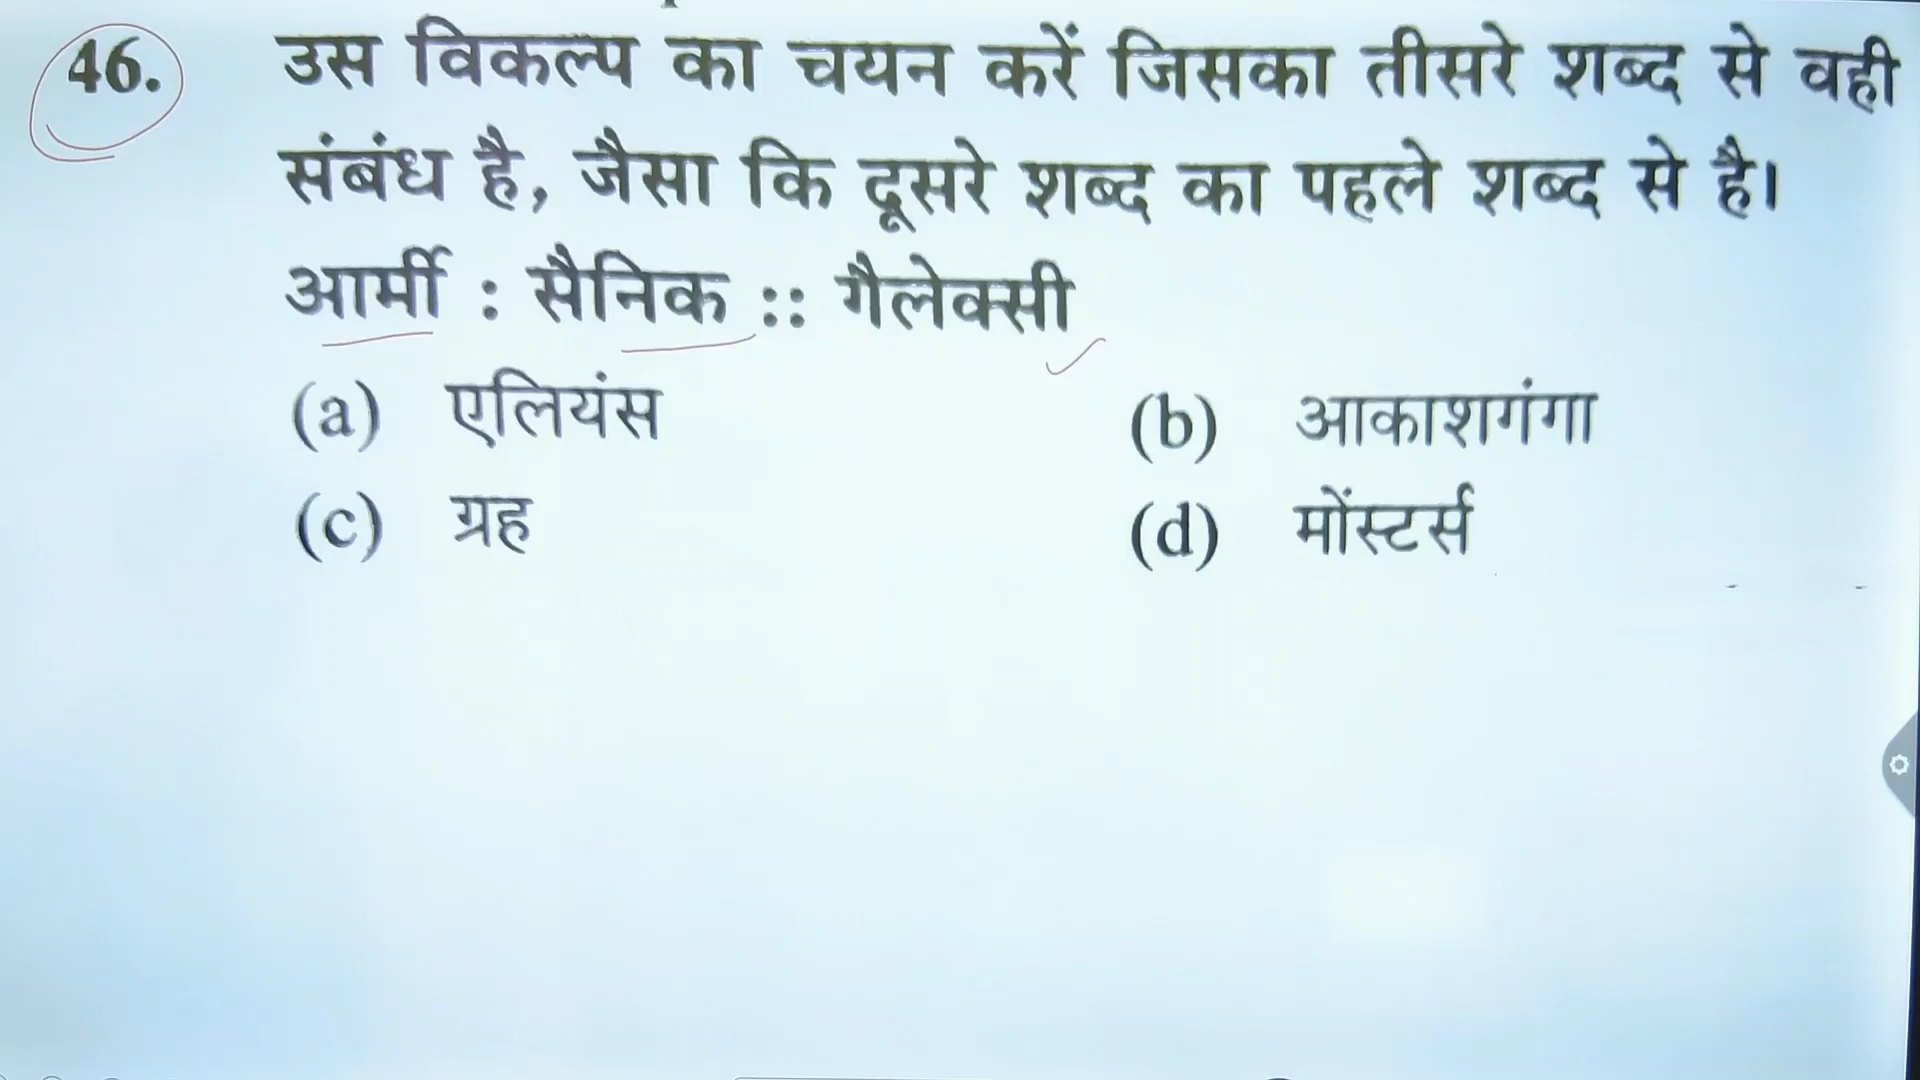 46. उस विकल्प का चयन करें जिसका तीसरे शब्द से वही
संबंध है, जैसा कि दूसरे शब्द का पहले शब्द से है।
आर्मी : सैनिक :: गैलेक्सी
(a) एलियंस (b) आकाशगंगा
(c) ग्रह (d) मोंस्टर्स